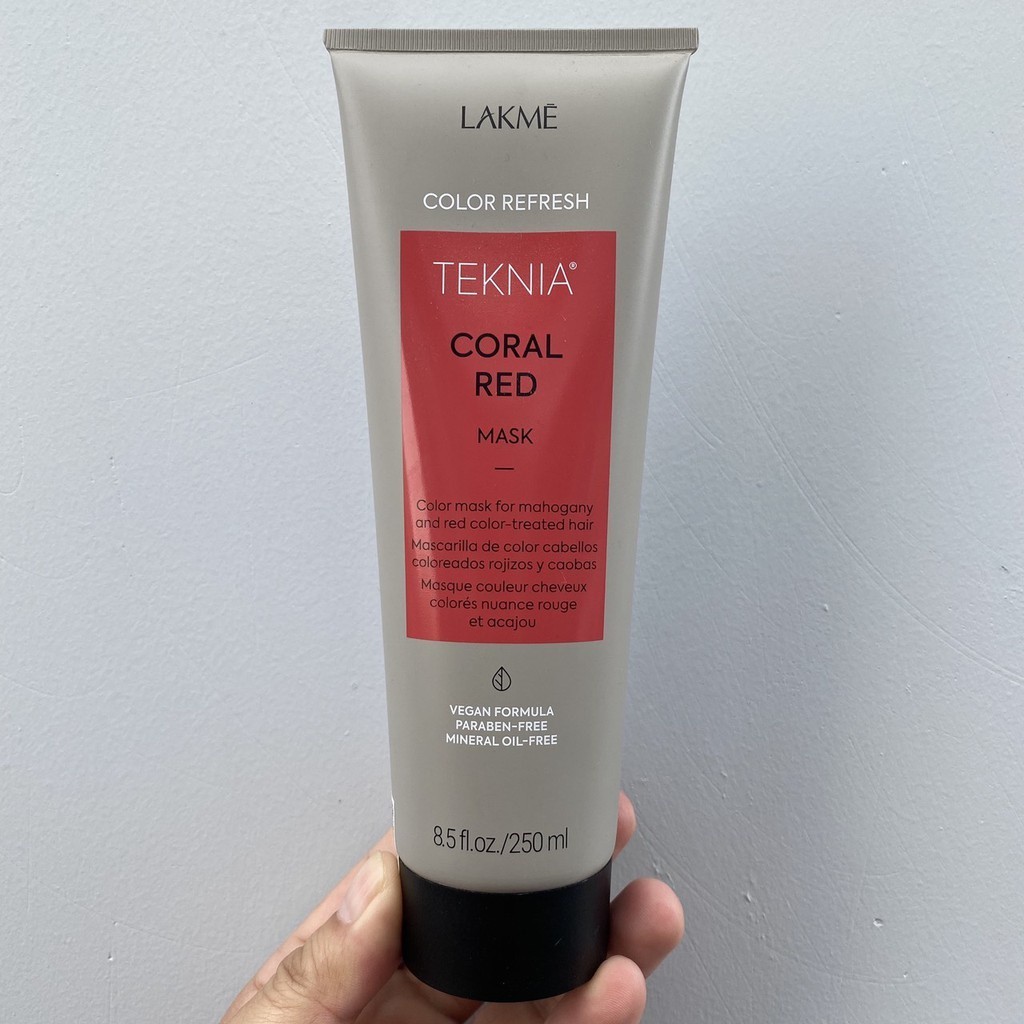 LAKMĒ
COLOR REFRESH
TEKNIA®
CORAL
RED
MASK
Color mask for mahogany
and red color-treated hair
Mascarilla de color cabellos
coloreados rojizos y caobas
Masque couleur cheveux
colorés nuance rouge
et acajou
VEGAN FORMULA
PARABEN-FREE
MINERAL OIL-FREE
8.5 fl.oz./250 ml